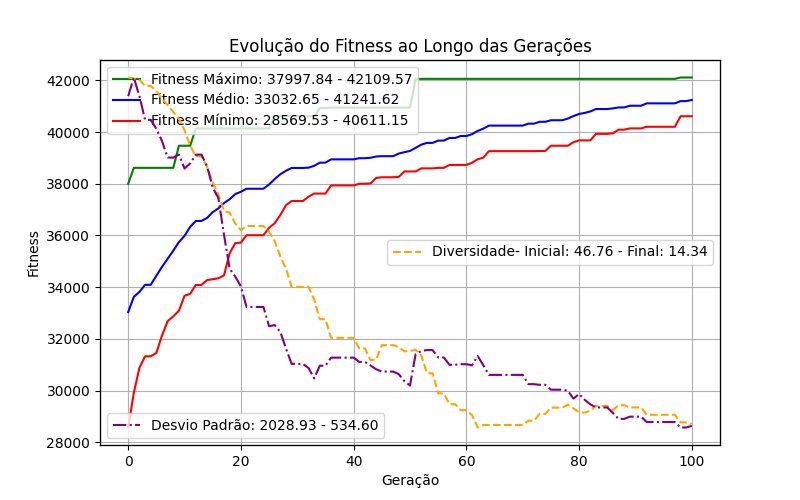 Evolução do Fitness ao Longo das Gerações
42000
40000
38000
36000
34000
32000
30000
28000
Fitness
Fitness Máximo: 37997.84 - 42109.57
Fitness Médio: 33032.65 - 41241.62
Fitness Mínimo: 28569.53 - 40611.15
Diversidade- Inicial: 46.76 - Final: 14.34
Desvio Padrão: 2028.93 - 534.60
0 20 40 60 80 100
Geração